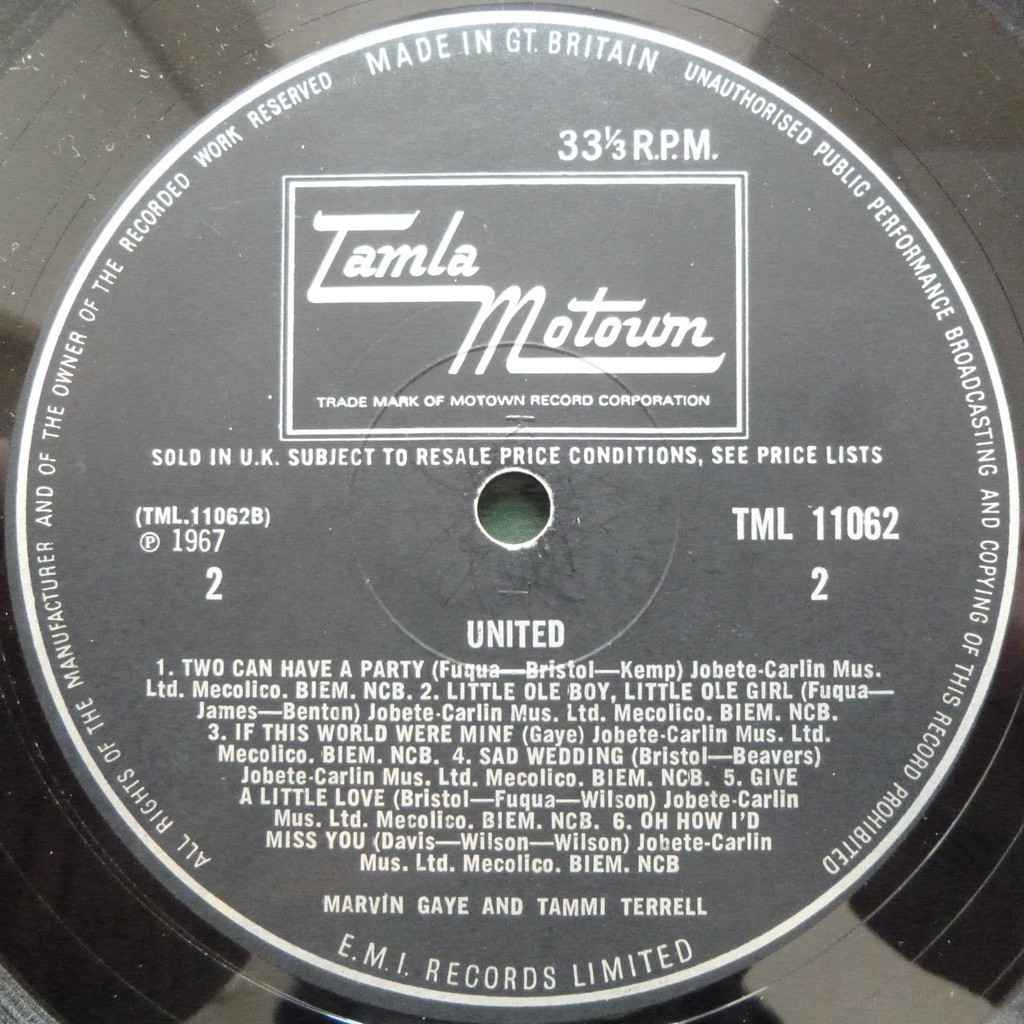 MADE IN GT. BRITAIN
UNAUTHORISED PUBLIC PERFORMANCE BROADCASTING AND COPYING OF THIS RECORD PROHIBITED
ALL RIGHTS OF THE MANUFACTURER AND OF THE OWNER OF THE RECORDED WORK RESERVED
33⅓ R.P.M.
Tamla
Motown
TRADE MARK OF MOTOWN RECORD CORPORATION
SOLD IN U.K. SUBJECT TO RESALE PRICE CONDITIONS, SEE PRICE LISTS
(TML.11062B)
TML 11062
℗ 1967
2
2
UNITED
1. TWO CAN HAVE A PARTY (Fuqua—Bristol—Kemp) Jobete-Carlin Mus.
Ltd. Mecolico. BIEM. NCB. 2. LITTLE OLE BOY, LITTLE OLE GIRL (Fuqua—
James—Benton) Jobete-Carlin Mus. Ltd. Mecolico. BIEM. NCB.
3. IF THIS WORLD WERE MINE (Gaye) Jobete-Carlin Mus. Ltd.
Mecolico. BIEM. NCB. 4. SAD WEDDING (Bristol—Beavers)
Jobete-Carlin Mus. Ltd. Mecolico. BIEM. NCB. 5. GIVE
A LITTLE LOVE (Bristol—Fuqua—Wilson) Jobete-Carlin
Mus. Ltd. Mecolico. BIEM. NCB. 6. OH HOW I'D
MISS YOU (Davis—Wilson—Wilson) Jobete-Carlin
Mus. Ltd. Mecolico. BIEM. NCB
MARVIN GAYE AND TAMMI TERRELL
E.M.I. RECORDS LIMITED